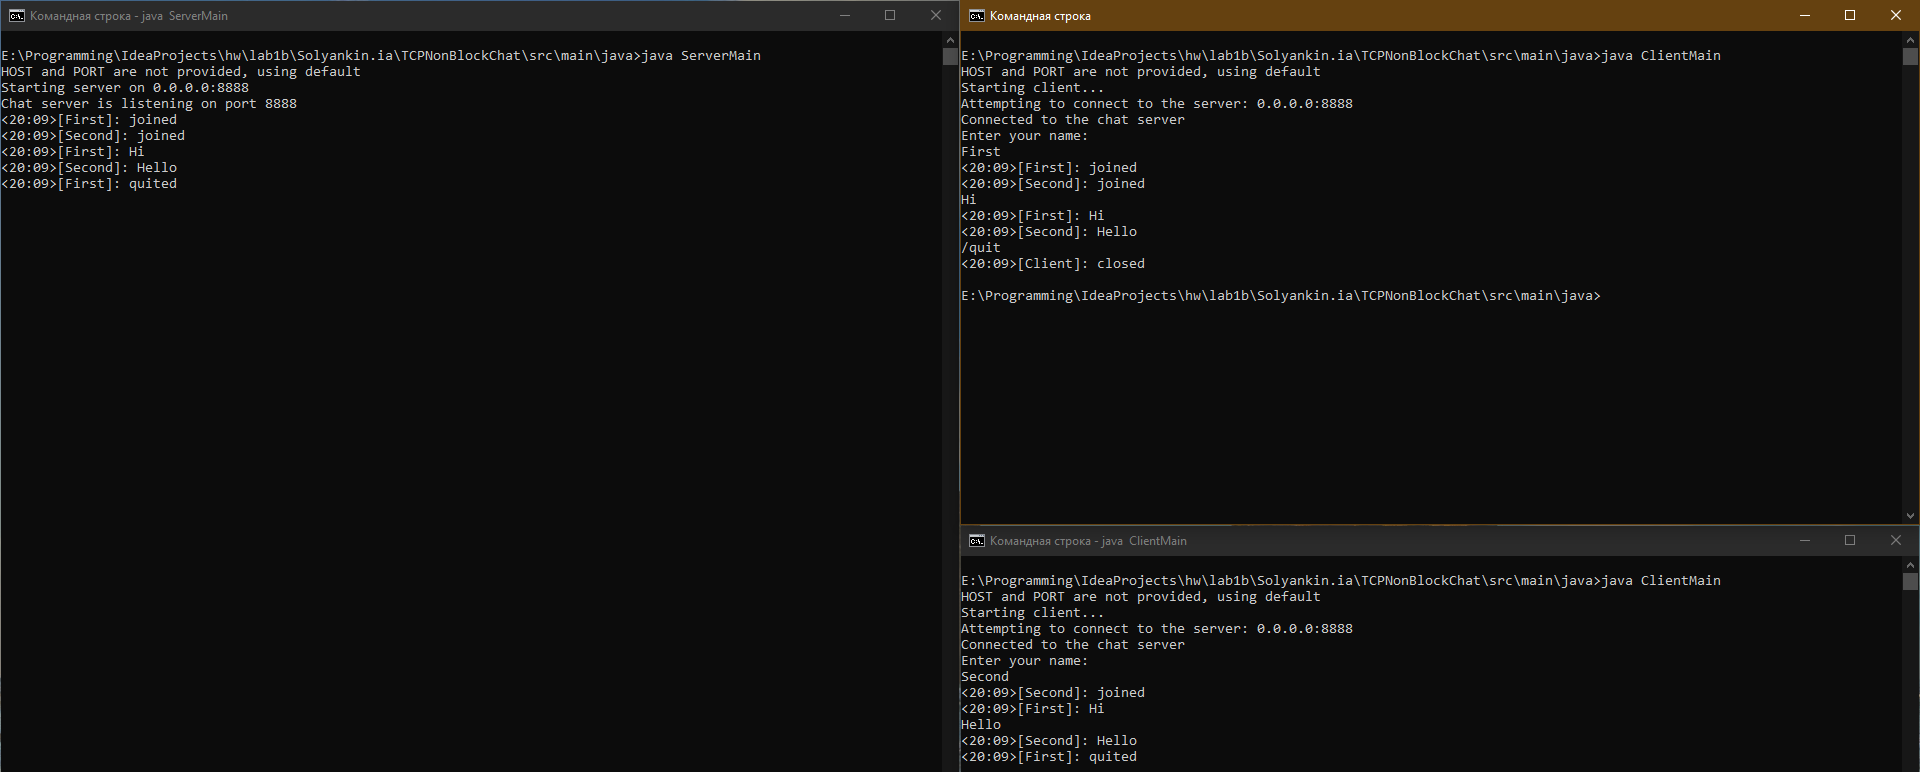 Командная строка - java  ServerMain
E:\Programming\IdeaProjects\hw\lab1b\Solyankin.ia\TCPNonBlockChat\src\main\java>java ServerMain
HOST and PORT are not provided, using default
Starting server on 0.0.0.0:8888
Chat server is listening on port 8888
<20:09>[First]: joined
<20:09>[Second]: joined
<20:09>[First]: Hi
<20:09>[Second]: Hello
<20:09>[First]: quited
Командная строка
E:\Programming\IdeaProjects\hw\lab1b\Solyankin.ia\TCPNonBlockChat\src\main\java>java ClientMain
HOST and PORT are not provided, using default
Starting client...
Attempting to connect to the server: 0.0.0.0:8888
Connected to the chat server
Enter your name:
First
<20:09>[First]: joined
<20:09>[Second]: joined
Hi
<20:09>[First]: Hi
<20:09>[Second]: Hello
/quit
<20:09>[Client]: closed
E:\Programming\IdeaProjects\hw\lab1b\Solyankin.ia\TCPNonBlockChat\src\main\java>
Командная строка - java  ClientMain
E:\Programming\IdeaProjects\hw\lab1b\Solyankin.ia\TCPNonBlockChat\src\main\java>java ClientMain
HOST and PORT are not provided, using default
Starting client...
Attempting to connect to the server: 0.0.0.0:8888
Connected to the chat server
Enter your name:
Second
<20:09>[Second]: joined
<20:09>[First]: Hi
Hello
<20:09>[Second]: Hello
<20:09>[First]: quited